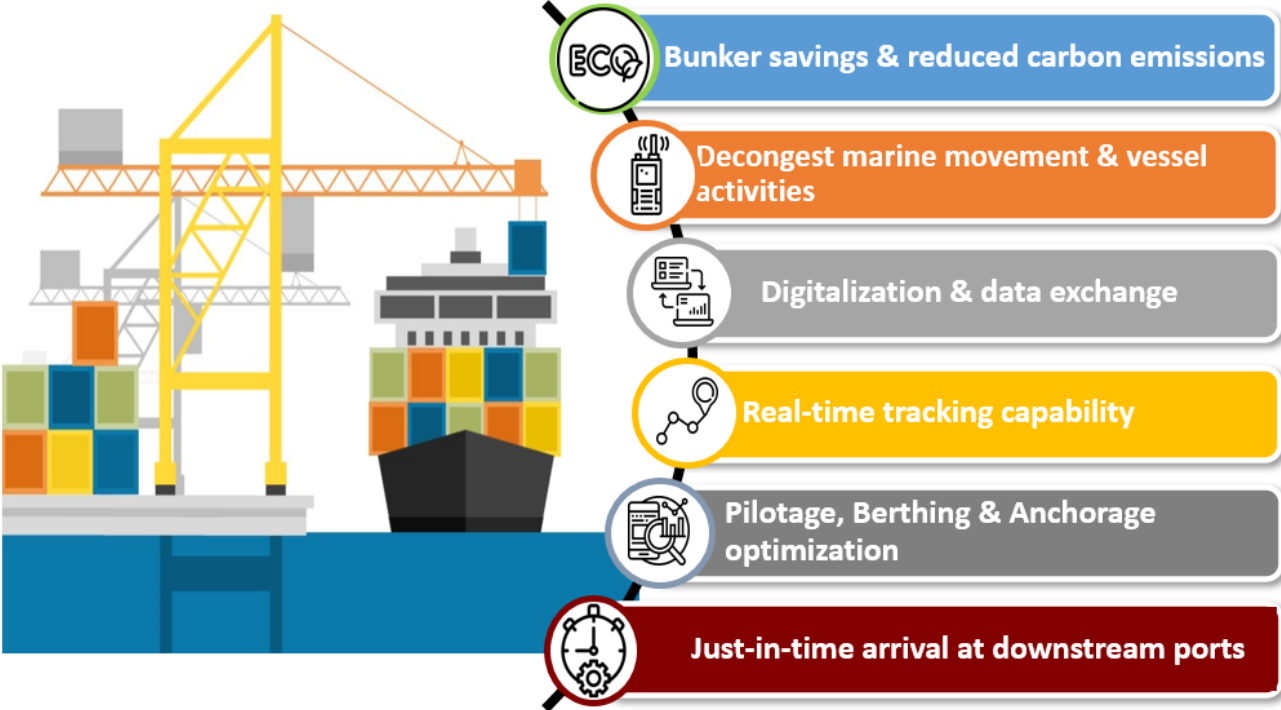 ECO
Bunker savings & reduced carbon emissions
Decongest marine movement & vessel
activities
Digitalization & data exchange
Real-time tracking capability
Pilotage, Berthing & Anchorage
optimization
Just-in-time arrival at downstream ports